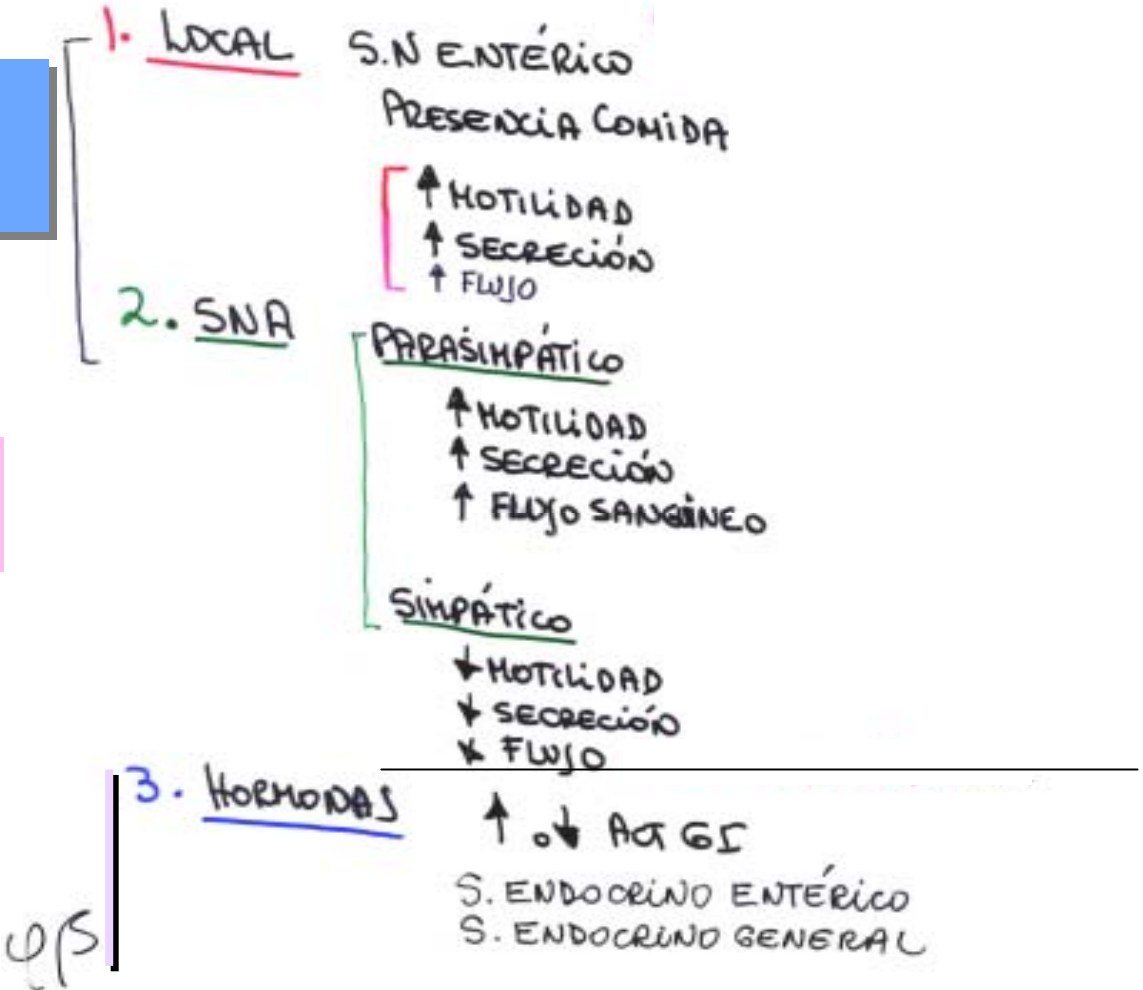 1. LOCAL S.N ENTÉRICO
PRESENCIA COMIDA
↑ MOTILIDAD
↑ SECRECIÓN
↑ FLUJO
2. SNA PARASIMPÁTICO
↑ MOTILIDAD
↑ SECRECIÓN
↑ FLUJO SANGÜINEO
SIMPÁTICO
↓ MOTILIDAD
↓ SECRECIÓN
↓ FLUJO
3. HORMONAS ↑ o ↓ ACT GI
S. ENDOCRINO ENTÉRICO
S. ENDOCRINO GENERAL